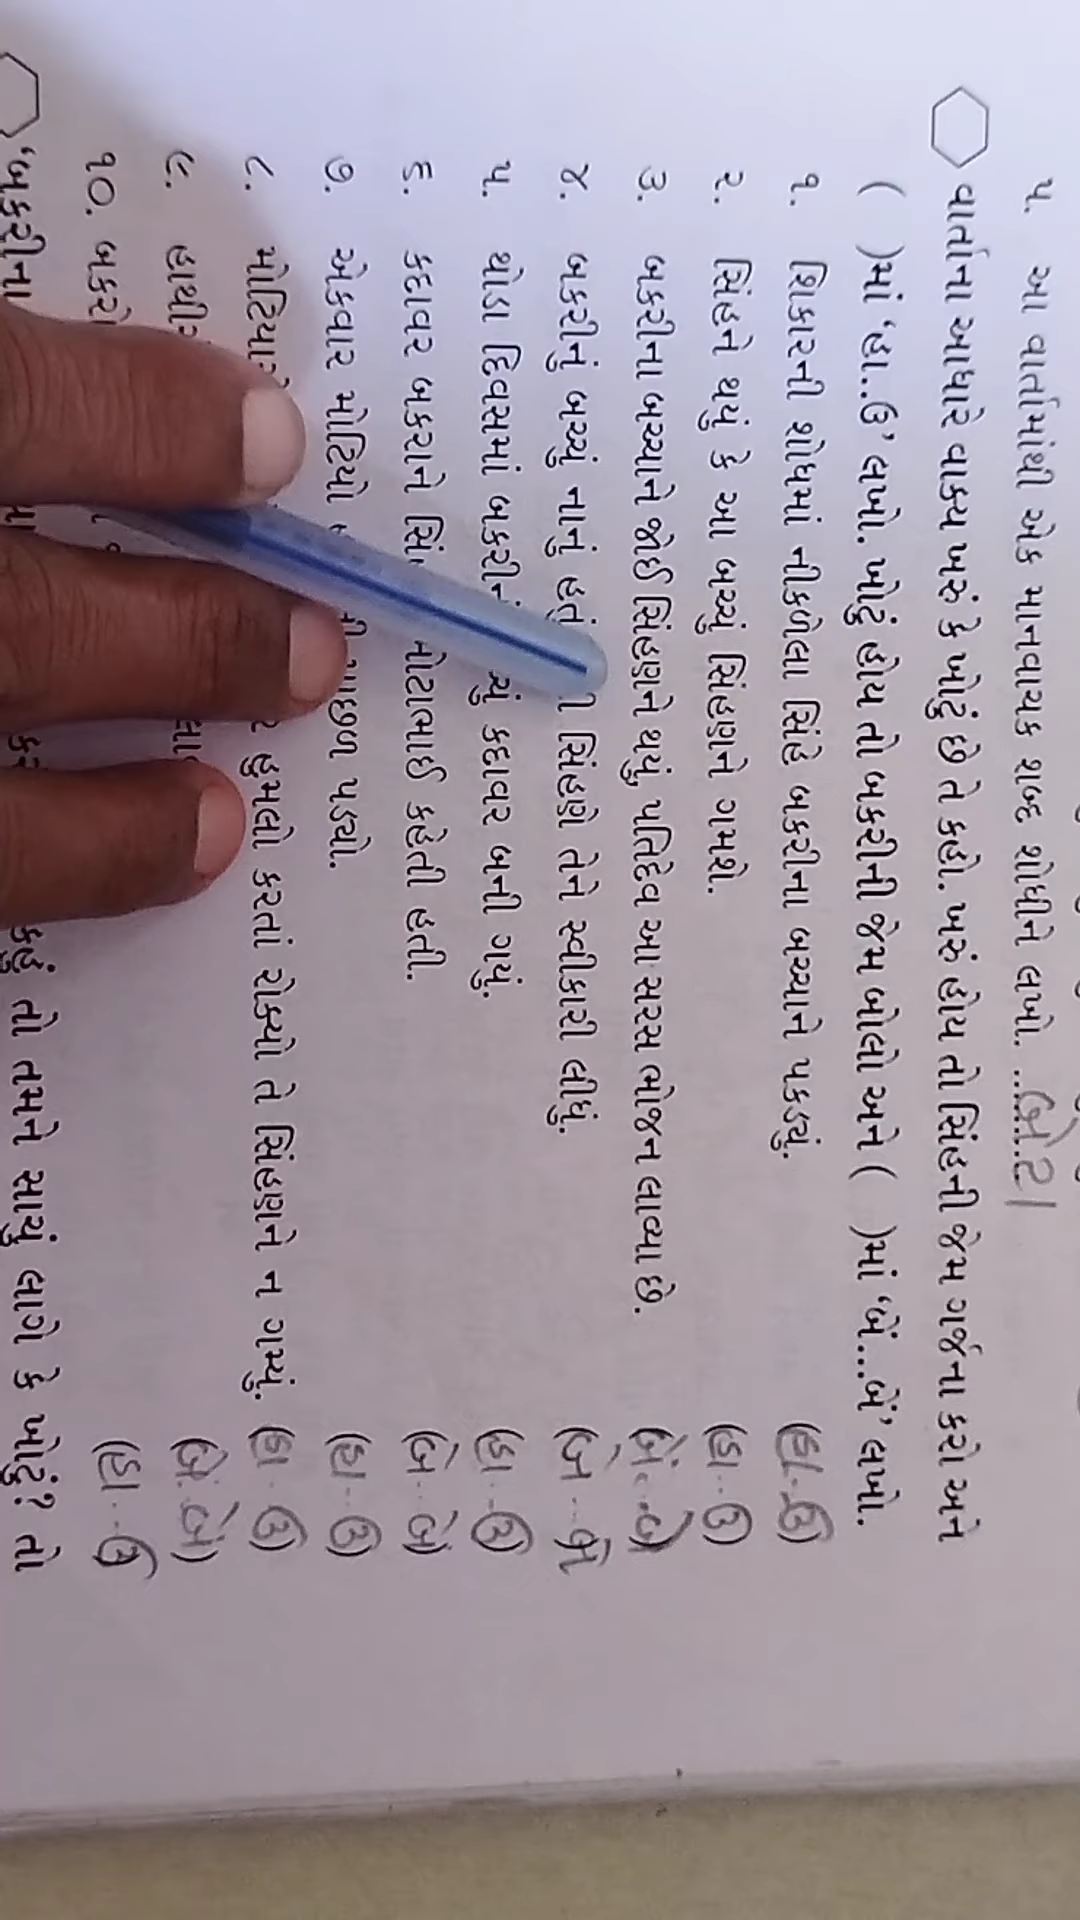 ૫. આ વાર્તામાંથી એક માનવાચક શબ્દ શોધીને લખો. ......બેટા
વાર્તાના આધારે વાક્ય ખરું કે ખોટું છે તે કહો. ખરું હોય તો સિંહની જેમ ગર્જના કરો અને
( )માં ‘હા..ઉ’ લખો. ખોટું હોય તો બકરીની જેમ બોલો અને ( )માં ‘બેં...બેં’ લખો.
૧. શિકારની શોધમાં નીકળેલા સિંહે બકરીના બચ્ચાને પકડ્યું. (હા..ઉ)
૨. સિંહને થયું કે આ બચ્ચું સિંહણને ગમશે. (હા..ઉ)
૩. બકરીના બચ્ચાને જોઈ સિંહણને થયું પતિદેવ આ સરસ ભોજન લાવ્યા છે. (બેં..બેં)
૪. બકરીનું બચ્ચું નાનું સિંહણે તેને સ્વીકારી લીધું.
૫. થોડા દિવસમાં કદાવર બની ગયું. (હા..ઉ)
૬. કદાવર બકરાને મોટાભાઈ કહેતી હતી. (બે..બેં)
૭. એકવાર મોટિયો પાછળ પડ્યો. (હા..ઉ)
૮. હુમલો કરતાં રોક્યો તે સિંહણને ન ગમ્યું. (હા..ઉ)
૯. (બે.બેં)
૧૦. (હા..ઉ
‘બકરીના કહું તો તમને સાચું લાગે કે ખોટું? તો